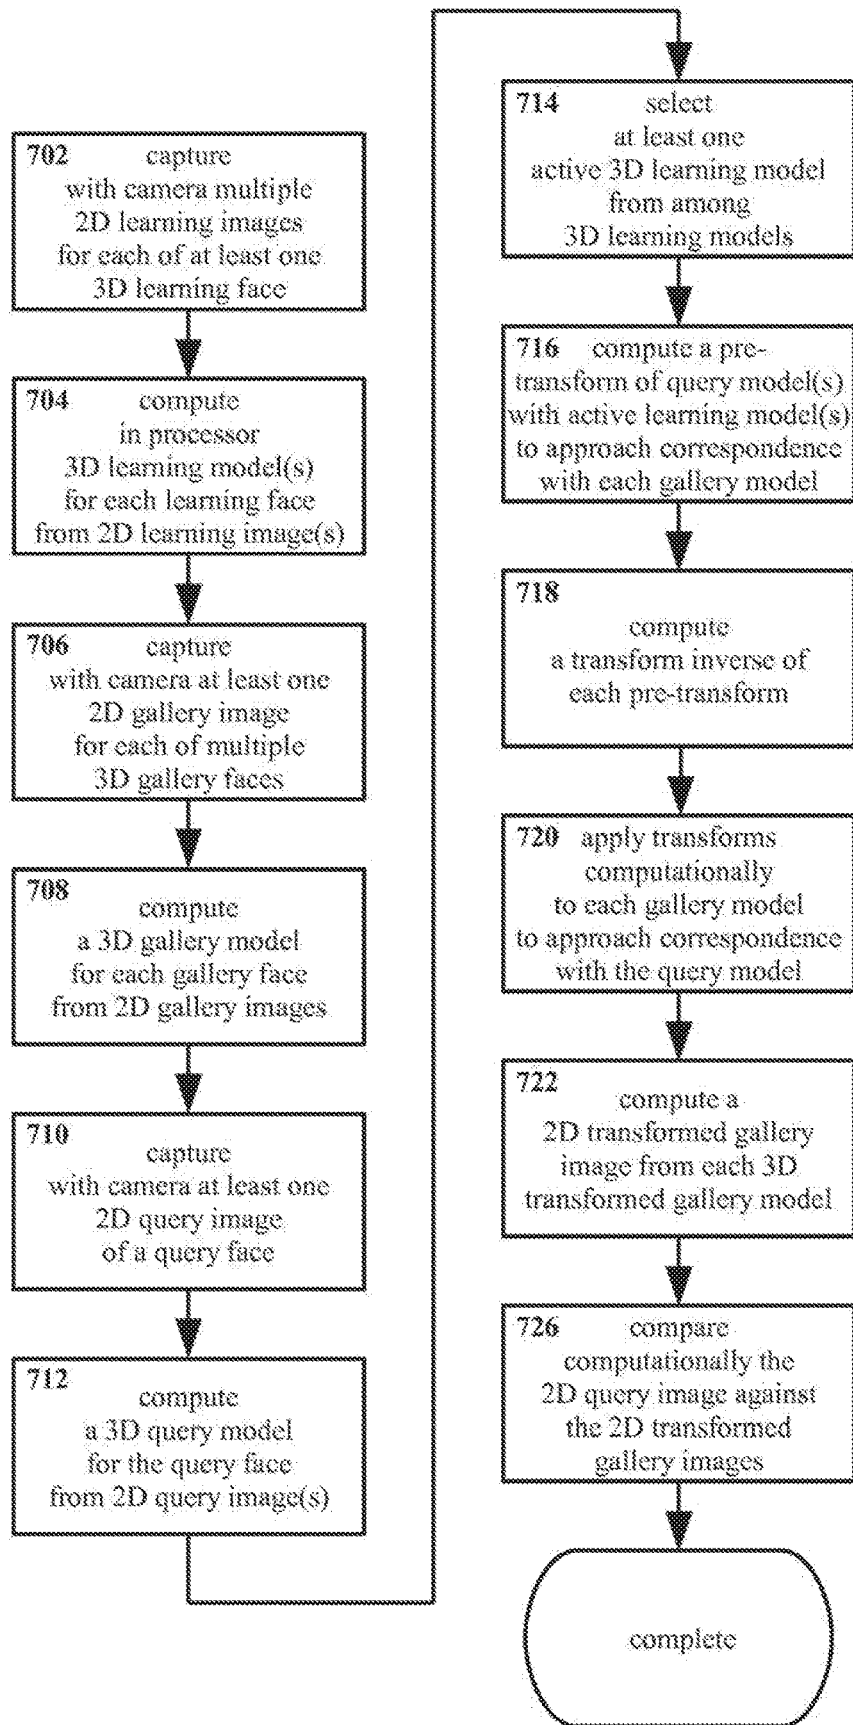 702 capture
with camera multiple
2D learning images
for each of at least one
3D learning face
704 compute
in processor
3D learning model(s)
for each learning face
from 2D learning image(s)
706 capture
with camera at least one
2D gallery image
for each of multiple
3D gallery faces
708
compute
a 3D gallery model
for each gallery face
from 2D gallery images
710
capture
with camera at least one
2D query image
of a query face
712
compute
a 3D query model
for the query face
from 2D query image(s)
714 select
at least one
active 3D learning model
from among
3D learning models
716 compute a pre-
transform of query model(s)
with active learning model(s)
to approach correspondence
with each gallery model
718
compute
a transform inverse of
each pre-transform
720 apply transforms
computationally
to each gallery model
to approach correspondence
with the query model
722
compute a
2D transformed gallery
image from each 3D
transformed gallery model
726 compare
computationally the
2D query image against
the 2D transformed
gallery images
complete